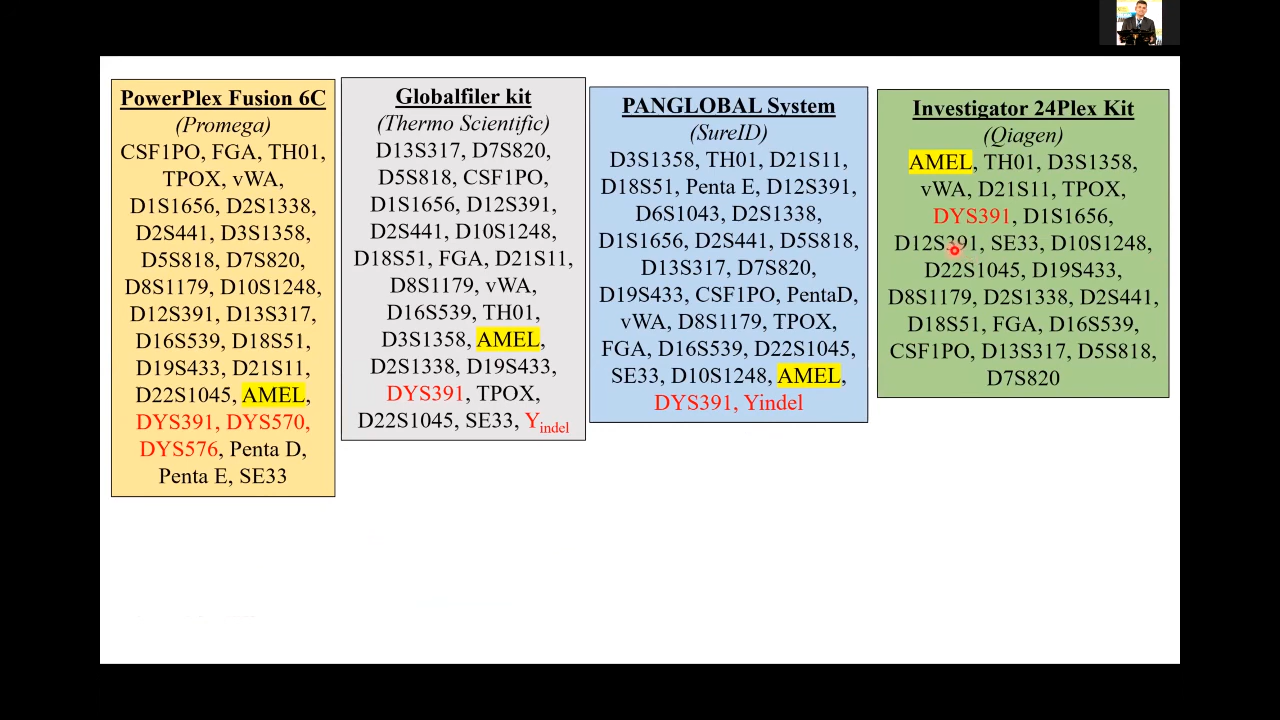 PowerPlex Fusion 6C
(Promega)
CSF1PO, FGA, TH01,
TPOX, vWA,
D1S1656, D2S1338,
D2S441, D3S1358,
D5S818, D7S820,
D8S1179, D10S1248,
D12S391, D13S317,
D16S539, D18S51,
D19S433, D21S11,
D22S1045, AMEL,
DYS391, DYS570,
DYS576, Penta D,
Penta E, SE33
Globalfiler kit
(Thermo Scientific)
D13S317, D7S820,
D5S818, CSF1PO,
D1S1656, D12S391,
D2S441, D10S1248,
D18S51, FGA, D21S11,
D8S1179, vWA,
D16S539, TH01,
D3S1358, AMEL,
D2S1338, D19S433,
DYS391, TPOX,
D22S1045, SE33, Yindel
PANGLOBAL System
(SureID)
D3S1358, TH01, D21S11,
D18S51, Penta E, D12S391,
D6S1043, D2S1338,
D1S1656, D2S441, D5S818,
D13S317, D7S820,
D19S433, CSF1PO, PentaD,
vWA, D8S1179, TPOX,
FGA, D16S539, D22S1045,
SE33, D10S1248, AMEL,
DYS391, Yindel
Investigator 24Plex Kit
(Qiagen)
AMEL, TH01, D3S1358,
vWA, D21S11, TPOX,
DYS391, D1S1656,
D12S391, SE33, D10S1248,
D22S1045, D19S433,
D8S1179, D2S1338, D2S441,
D18S51, FGA, D16S539,
CSF1PO, D13S317, D5S818,
D7S820